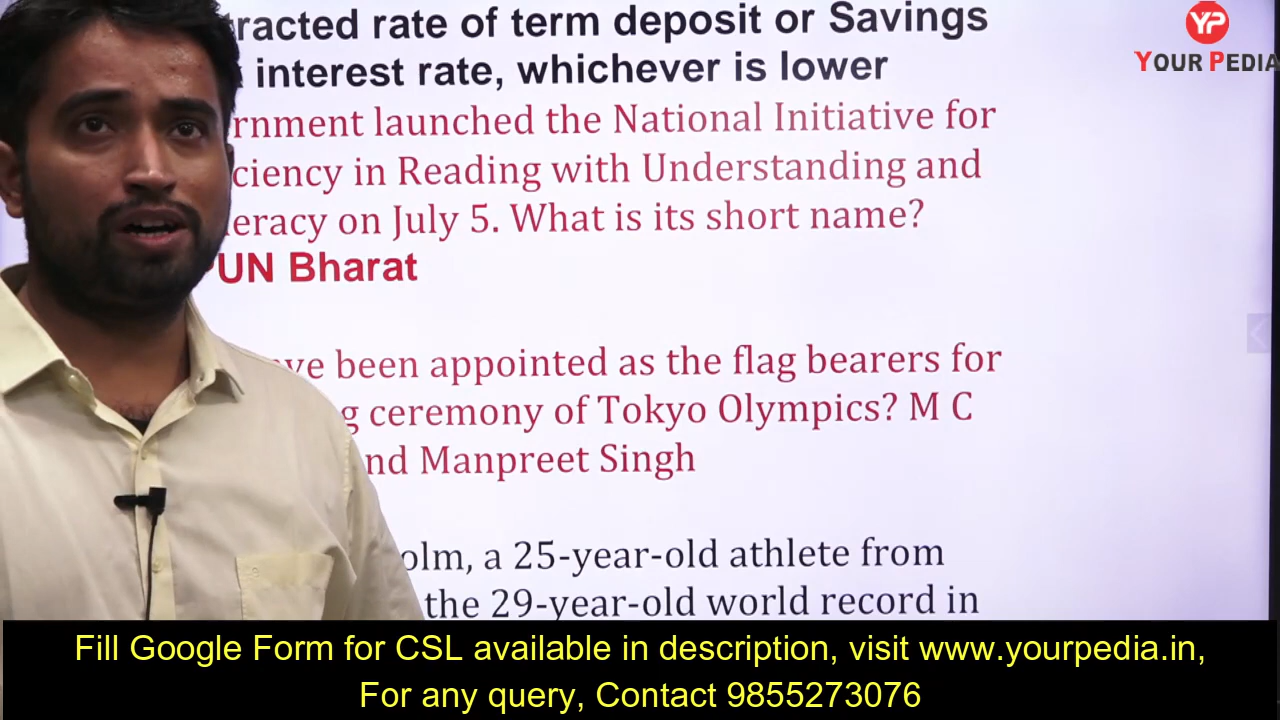 racted rate of term deposit or Savings
interest rate, whichever is lower
YP
YOUR PEDIA
rnment launched the National Initiative for
ciency in Reading with Understanding and
eracy on July 5. What is its short name?
UN Bharat
ve been appointed as the flag bearers for
g ceremony of Tokyo Olympics? M C
nd Manpreet Singh
olm, a 25-year-old athlete from
the 29-year-old world record in
Fill Google Form for CSL available in description, visit www.yourpedia.in,
For any query, Contact 9855273076